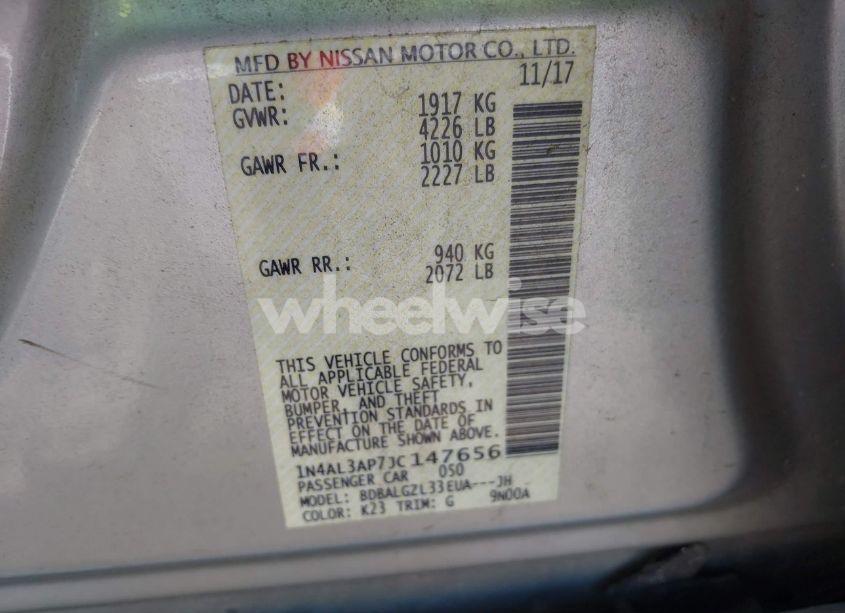 MFD BY NISSAN MOTOR CO., LTD.
DATE: 11/17
GVWR: 1917 KG
4226 LB
GAWR FR.: 1010 KG
2227 LB
GAWR RR.: 940 KG
2072 LB
wheelwise
THIS VEHICLE CONFORMS TO
ALL APPLICABLE FEDERAL
MOTOR VEHICLE SAFETY,
BUMPER, AND THEFT
PREVENTION STANDARDS IN
EFFECT ON THE DATE OF
MANUFACTURE SHOWN ABOVE.
1N4AL3AP7JC147656
PASSENGER CAR 050
MODEL: BDBALGZL33EUA---JH
COLOR: K23 TRIM: G 9N00A